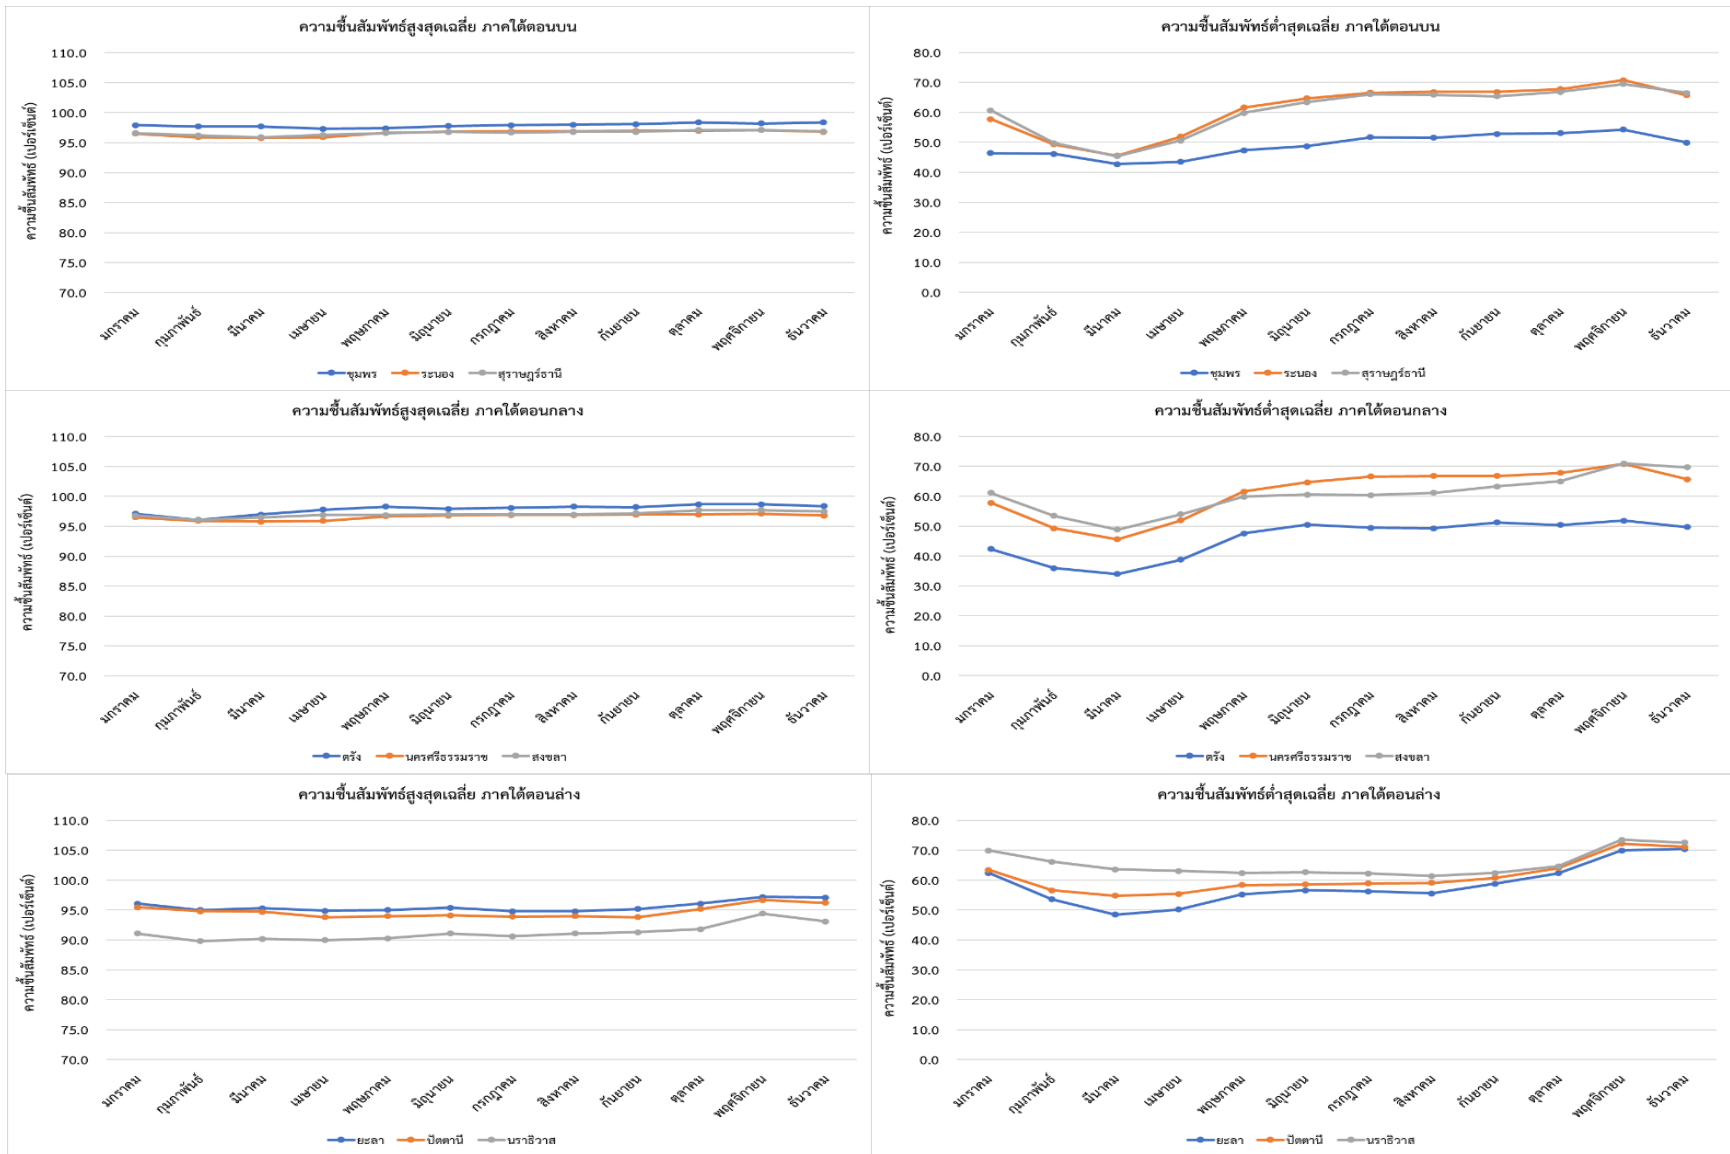 ความชื้นสัมพัทธ์สูงสุดเฉลี่ย ภาคใต้ตอนบน
ความชื้นสัมพัทธ์ (เปอร์เซ็นต์)
110.0
105.0
100.0
95.0
90.0
85.0
80.0
75.0
70.0
มกราคม กุมภาพันธ์ มีนาคม เมษายน พฤษภาคม มิถุนายน กรกฎาคม สิงหาคม กันยายน ตุลาคม พฤศจิกายน ธันวาคม
ชุมพร ระนอง สุราษฎร์ธานี
ความชื้นสัมพัทธ์ต่ำสุดเฉลี่ย ภาคใต้ตอนบน
ความชื้นสัมพัทธ์ (เปอร์เซ็นต์)
80.0
70.0
60.0
50.0
40.0
30.0
20.0
10.0
0.0
มกราคม กุมภาพันธ์ มีนาคม เมษายน พฤษภาคม มิถุนายน กรกฎาคม สิงหาคม กันยายน ตุลาคม พฤศจิกายน ธันวาคม
ชุมพร ระนอง สุราษฎร์ธานี
ความชื้นสัมพัทธ์สูงสุดเฉลี่ย ภาคใต้ตอนกลาง
ความชื้นสัมพัทธ์ (เปอร์เซ็นต์)
110.0
105.0
100.0
95.0
90.0
85.0
80.0
75.0
70.0
มกราคม กุมภาพันธ์ มีนาคม เมษายน พฤษภาคม มิถุนายน กรกฎาคม สิงหาคม กันยายน ตุลาคม พฤศจิกายน ธันวาคม
ตรัง นครศรีธรรมราช สงขลา
ความชื้นสัมพัทธ์ต่ำสุดเฉลี่ย ภาคใต้ตอนกลาง
ความชื้นสัมพัทธ์ (เปอร์เซ็นต์)
80.0
70.0
60.0
50.0
40.0
30.0
20.0
10.0
0.0
มกราคม กุมภาพันธ์ มีนาคม เมษายน พฤษภาคม มิถุนายน กรกฎาคม สิงหาคม กันยายน ตุลาคม พฤศจิกายน ธันวาคม
ตรัง นครศรีธรรมราช สงขลา
ความชื้นสัมพัทธ์สูงสุดเฉลี่ย ภาคใต้ตอนล่าง
ความชื้นสัมพัทธ์ (เปอร์เซ็นต์)
110.0
105.0
100.0
95.0
90.0
85.0
80.0
75.0
70.0
มกราคม กุมภาพันธ์ มีนาคม เมษายน พฤษภาคม มิถุนายน กรกฎาคม สิงหาคม กันยายน ตุลาคม พฤศจิกายน ธันวาคม
ยะลา ปัตตานี นราธิวาส
ความชื้นสัมพัทธ์ต่ำสุดเฉลี่ย ภาคใต้ตอนล่าง
ความชื้นสัมพัทธ์ (เปอร์เซ็นต์)
80.0
70.0
60.0
50.0
40.0
30.0
20.0
10.0
0.0
มกราคม กุมภาพันธ์ มีนาคม เมษายน พฤษภาคม มิถุนายน กรกฎาคม สิงหาคม กันยายน ตุลาคม พฤศจิกายน ธันวาคม
ยะลา ปัตตานี นราธิวาส